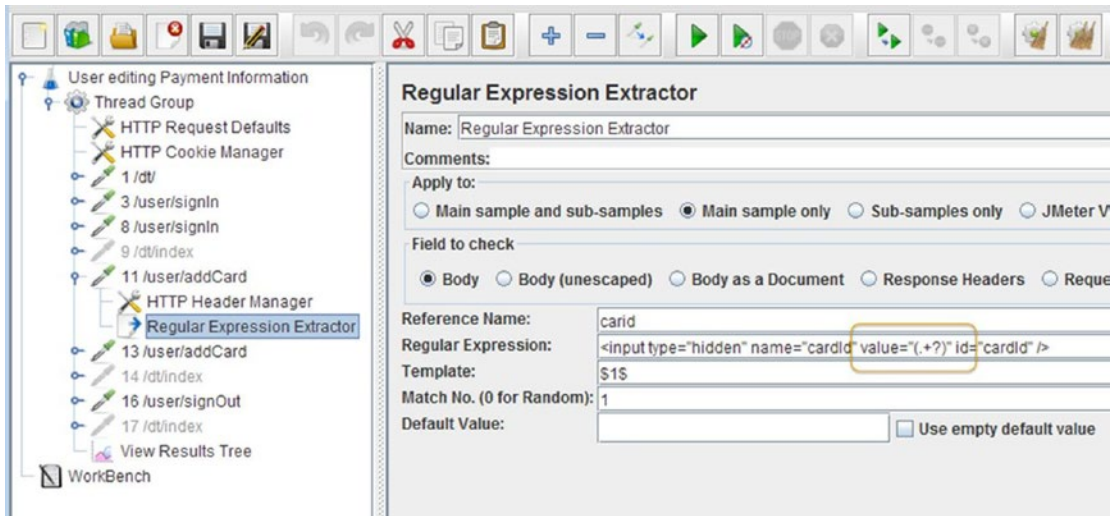 User editing Payment Information
Thread Group
HTTP Request Defaults
HTTP Cookie Manager
1 /dt/
3 /user/signIn
8 /user/signIn
9 /dt/index
11 /user/addCard
HTTP Header Manager
Regular Expression Extractor
13 /user/addCard
14 /dt/index
16 /user/signOut
17 /dt/index
View Results Tree
WorkBench
Regular Expression Extractor
Name: Regular Expression Extractor
Comments:
Apply to:
Main sample and sub-samples Main sample only Sub-samples only JMeter V
Field to check
Body Body (unescaped) Body as a Document Response Headers Reque
Reference Name: carid
Regular Expression: <input type="hidden" name="cardId" value="(.+?)" id="cardId" />
Template: $1$
Match No. (0 for Random): 1
Default Value: Use empty default value